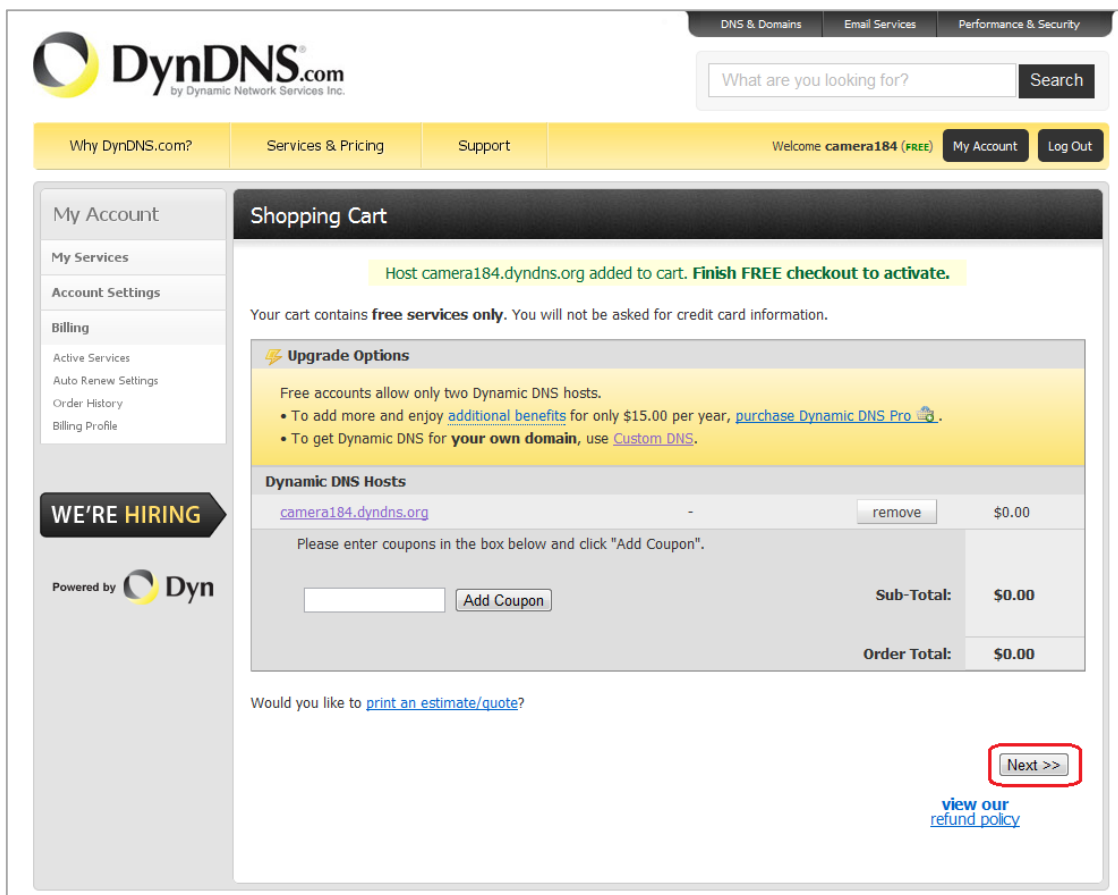 DNS & Domains Email Services Performance & Security
DynDNS.com
by Dynamic Network Services Inc.
What are you looking for? Search
Why DynDNS.com? Services & Pricing Support Welcome camera184 (FREE) My Account Log Out
My Account
My Services
Account Settings
Billing
Active Services
Auto Renew Settings
Order History
Billing Profile
WE'RE HIRING
Powered by Dyn
Shopping Cart
Host camera184.dyndns.org added to cart. Finish FREE checkout to activate.
Your cart contains free services only. You will not be asked for credit card information.
Upgrade Options
Free accounts allow only two Dynamic DNS hosts.
• To add more and enjoy additional benefits for only $15.00 per year, purchase Dynamic DNS Pro .
• To get Dynamic DNS for your own domain, use Custom DNS.
Dynamic DNS Hosts
camera184.dyndns.org - remove $0.00
Please enter coupons in the box below and click "Add Coupon".
Add Coupon Sub-Total: $0.00
Order Total: $0.00
Would you like to print an estimate/quote?
Next >>
view our
refund policy